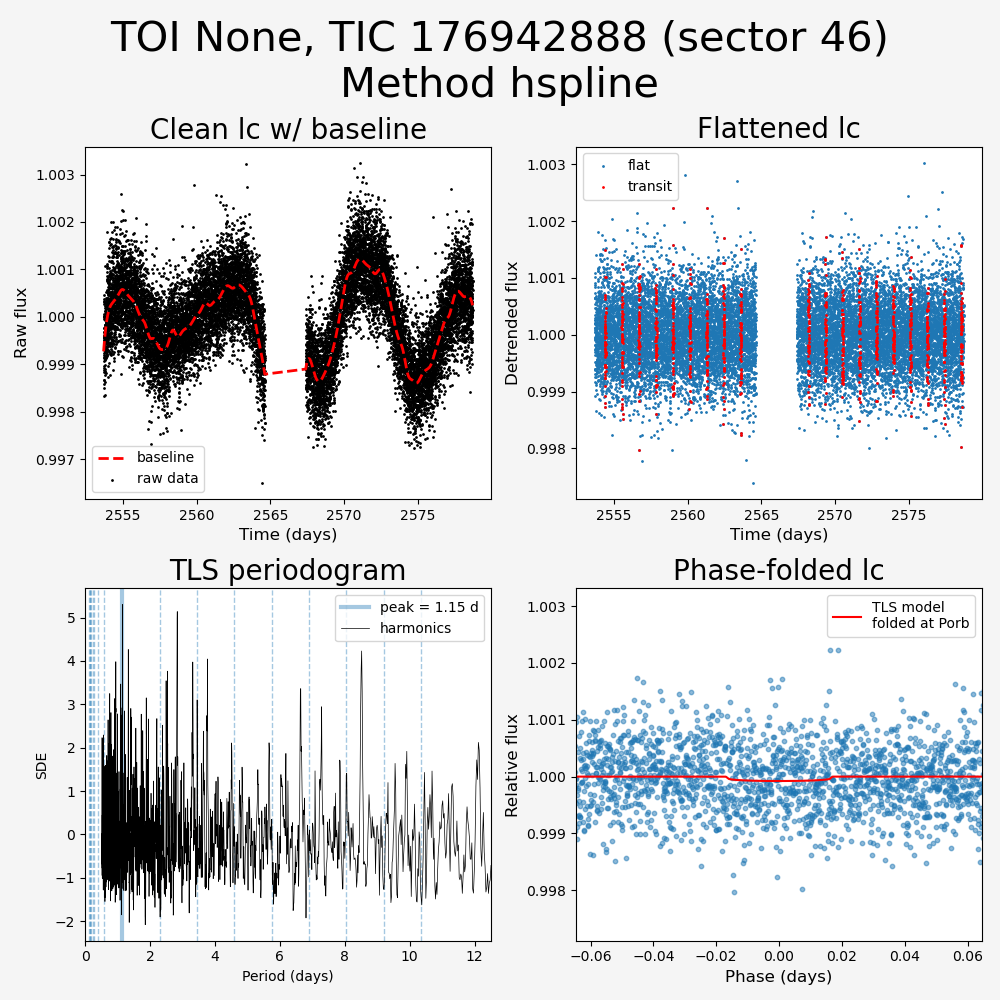 TOI None, TIC 176942888 (sector 46)
Method hspline
Clean lc w/ baseline
Raw flux
1.003
1.002
1.001
1.000
0.999
0.998
0.997
baseline
raw data
2555
2560
2565
2570
2575
Time (days)
Flattened lc
Detrended flux
1.003
1.002
1.001
1.000
0.999
0.998
flat
transit
2555
2560
2565
2570
2575
Time (days)
TLS periodogram
SDE
5
4
3
2
1
0
−1
−2
peak = 1.15 d
harmonics
0
2
4
6
8
10
12
Period (days)
Phase-folded lc
Relative flux
1.003
1.002
1.001
1.000
0.999
0.998
TLS model
folded at Porb
−0.06
−0.04
−0.02
0.00
0.02
0.04
0.06
Phase (days)